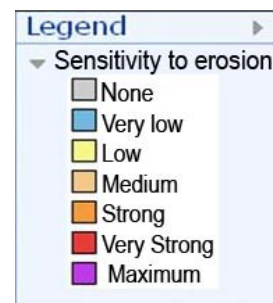 Legend
Sensitivity to erosion
None
Very low
Low
Medium
Strong
Very Strong
Maximum